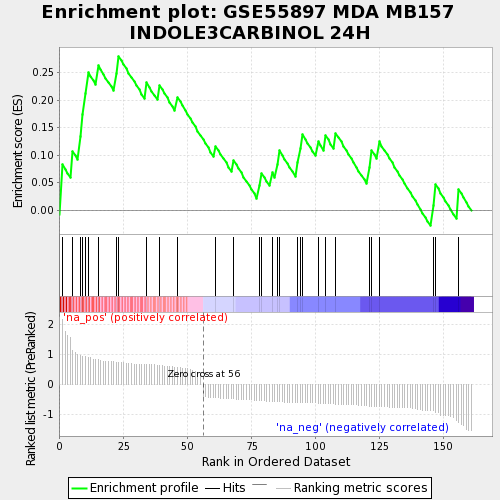 Enrichment plot: GSE55897 MDA MB157
INDOLE3CARBINOL 24H
Enrichment score (ES)
0.25
0.20
0.15
0.10
0.05
0.00
Ranked list metric (PreRanked)
2
1
0
-1
'na_pos' (positively correlated)
Zero cross at 56
'na_neg' (negatively correlated)
0
25
50
75
100
125
150
Rank in Ordered Dataset
Enrichment profile
Hits
Ranking metric scores